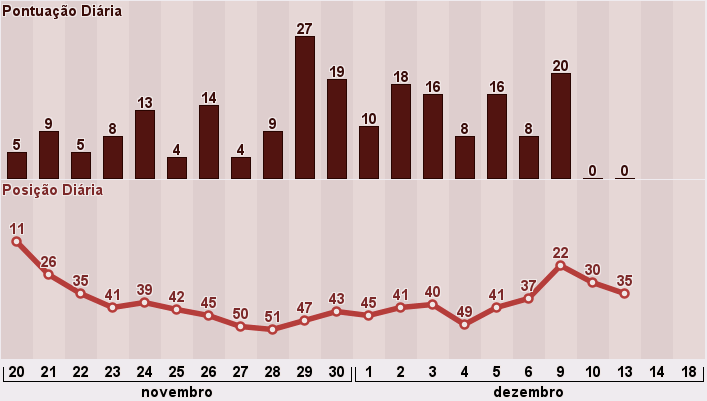 Pontuação Diária
5 9 5 8 13 4 14 4 9 27 19 10 18 16 8 16 8 20 0 0
Posição Diária
11 26 35 41 39 42 45 50 51 47 43 45 41 40 49 41 37 22 30 35
20 21 22 23 24 25 26 27 28 29 30 1 2 3 4 5 6 9 10 13 14 18
novembro dezembro